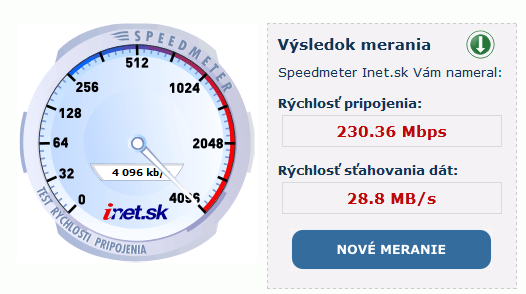 SPEEDMETER
512
256
1024
128
64
2048
32
4 096 kb/
0
4096
inet.sk
TEST RÝCHLOSTI PRIPOJENIA
Výsledok merania
Speedmeter Inet.sk Vám nameral:
Rýchlosť pripojenia:
230.36 Mbps
Rýchlosť sťahovania dát:
28.8 MB/s
NOVÉ MERANIE